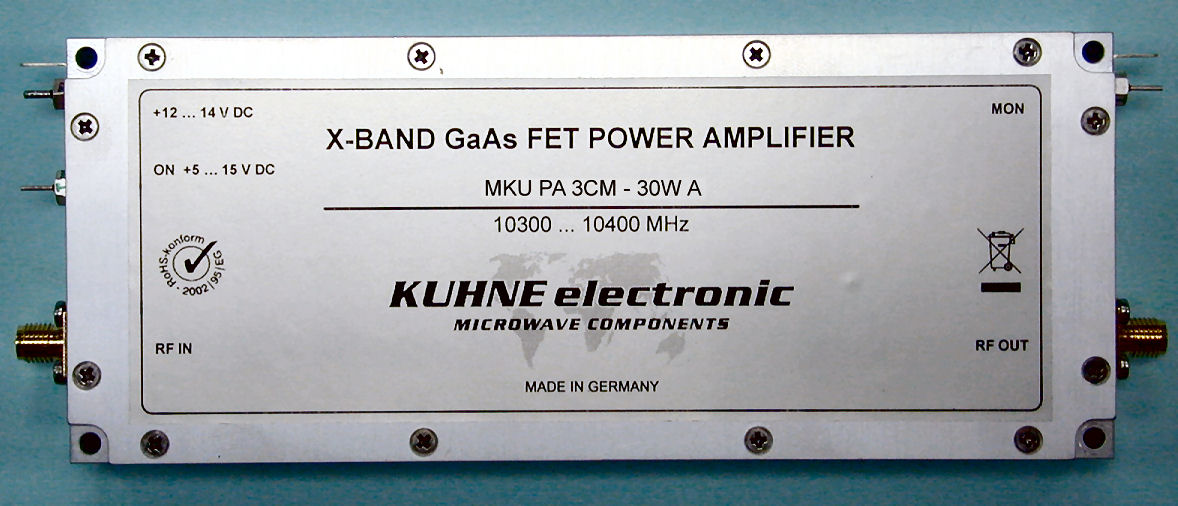 +12 ... 14 V DC
MON
X-BAND GaAs FET POWER AMPLIFIER
ON +5 ... 15 V DC
MKU PA 3CM - 30W A
10300 ... 10400 MHz
RoHS-konform - 2002|95|EG
KUHNE electronic
MICROWAVE COMPONENTS
RF IN
RF OUT
MADE IN GERMANY